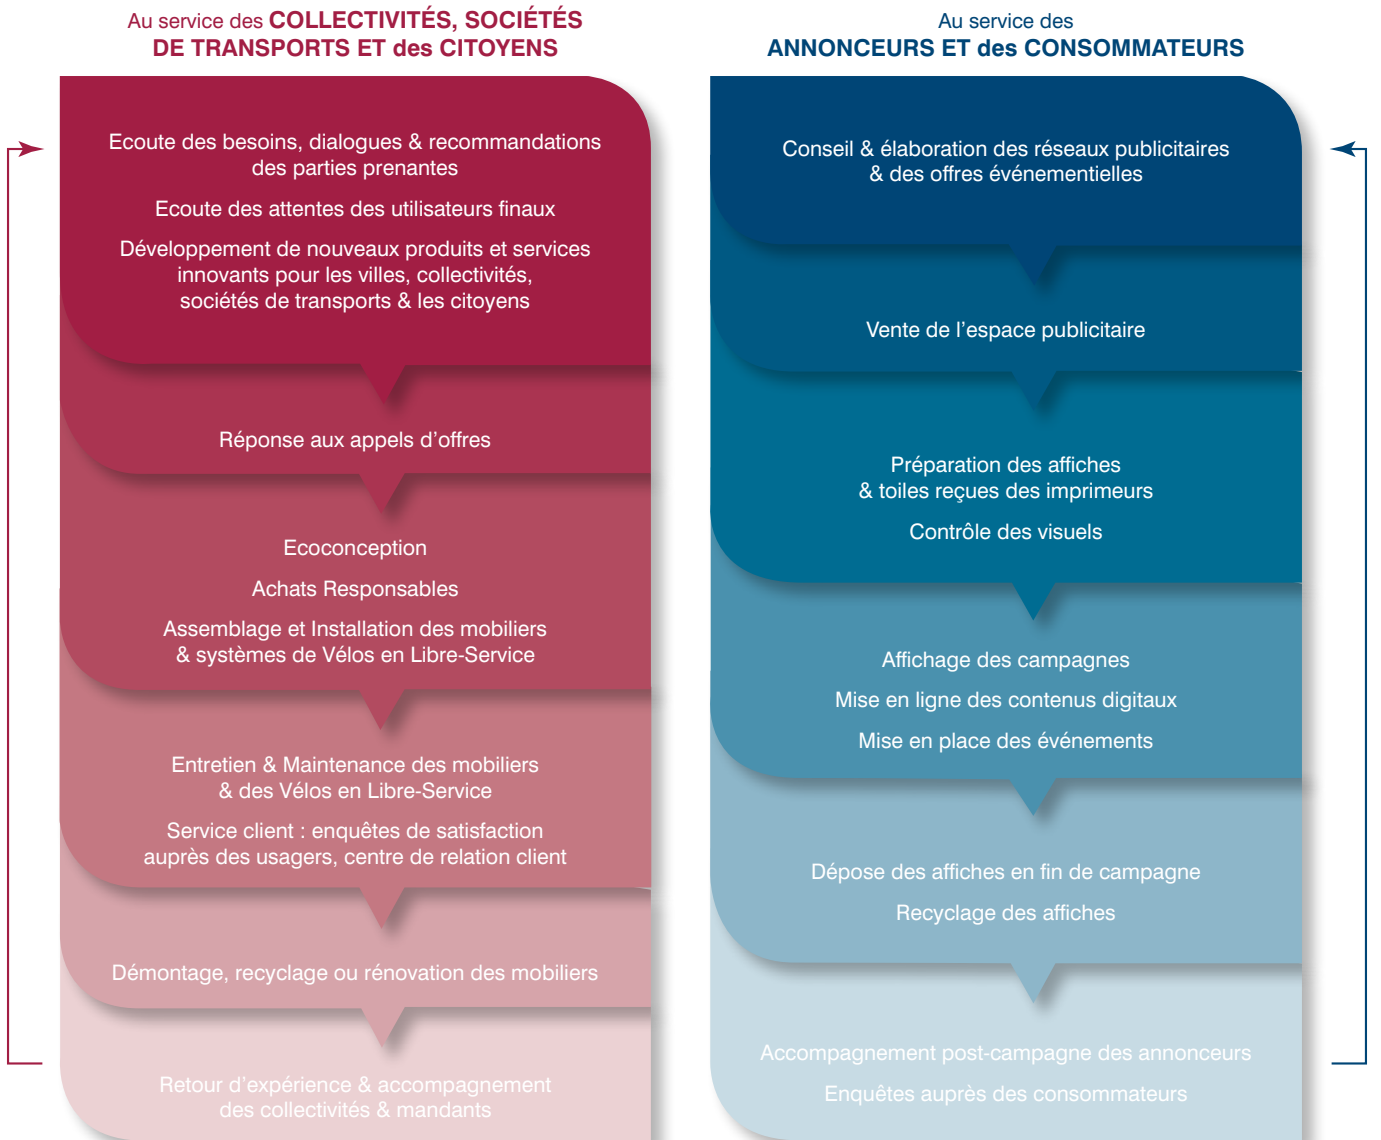 Au service des COLLECTIVITÉS, SOCIÉTÉS
DE TRANSPORTS ET des CITOYENS
Ecoute des besoins, dialogues & recommandations
des parties prenantes
Ecoute des attentes des utilisateurs finaux
Développement de nouveaux produits et services
innovants pour les villes, collectivités,
sociétés de transports & les citoyens
Réponse aux appels d’offres
Ecoconception
Achats Responsables
Assemblage et Installation des mobiliers
& systèmes de Vélos en Libre-Service
Entretien & Maintenance des mobiliers
& des Vélos en Libre-Service
Service client : enquêtes de satisfaction
auprès des usagers, centre de relation client
Démontage, recyclage ou rénovation des mobiliers
Retour d’expérience & accompagnement
des collectivités & mandants
Au service des
ANNONCEURS ET des CONSOMMATEURS
Conseil & élaboration des réseaux publicitaires
& des offres événementielles
Vente de l’espace publicitaire
Préparation des affiches
& toiles reçues des imprimeurs
Contrôle des visuels
Affichage des campagnes
Mise en ligne des contenus digitaux
Mise en place des événements
Dépose des affiches en fin de campagne
Recyclage des affiches
Accompagnement post-campagne des annonceurs
Enquêtes auprès des consommateurs